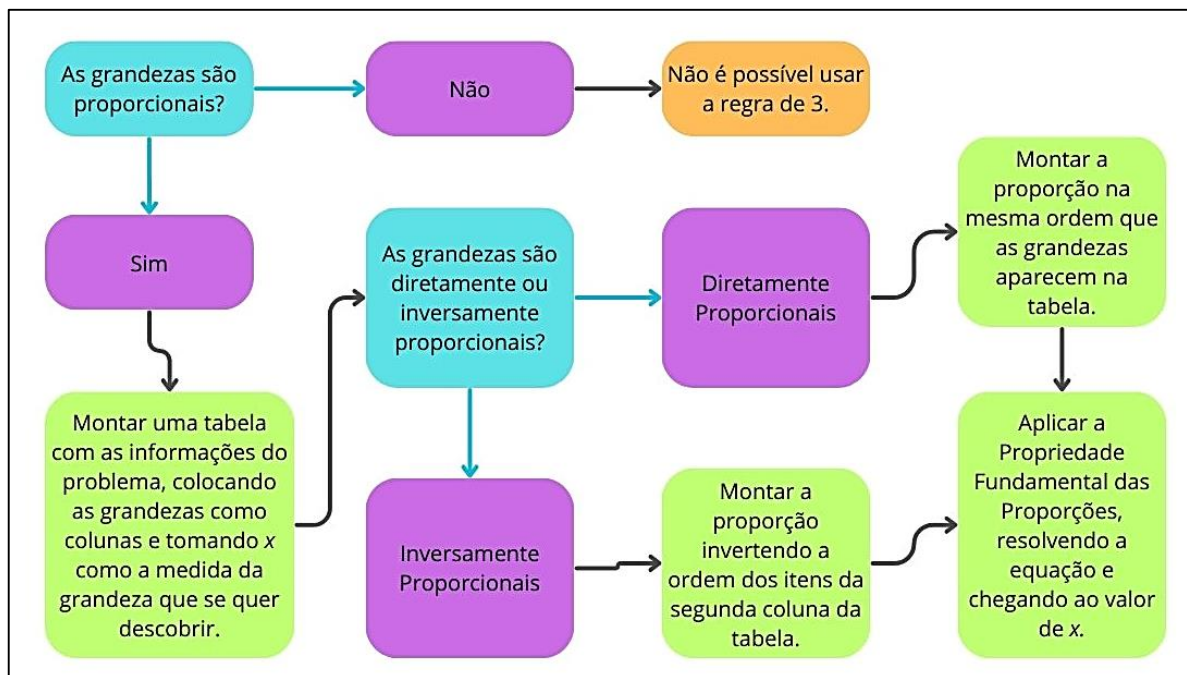 As grandezas são
proporcionais?
Não
Não é possível usar
a regra de 3.
Sim
Montar uma tabela
com as informações do
problema, colocando
as grandezas como
colunas e tomando x
como a medida da
grandeza que se quer
descobrir.
As grandezas são
diretamente ou
inversamente
proporcionais?
Diretamente
Proporcionais
Montar a
proporção na
mesma ordem que
as grandezas
aparecem na
tabela.
Inversamente
Proporcionais
Montar a
proporção
invertendo a
ordem dos itens da
segunda coluna da
tabela.
Aplicar a
Propriedade
Fundamental das
Proporções,
resolvendo a
equação e
chegando ao valor
de x.